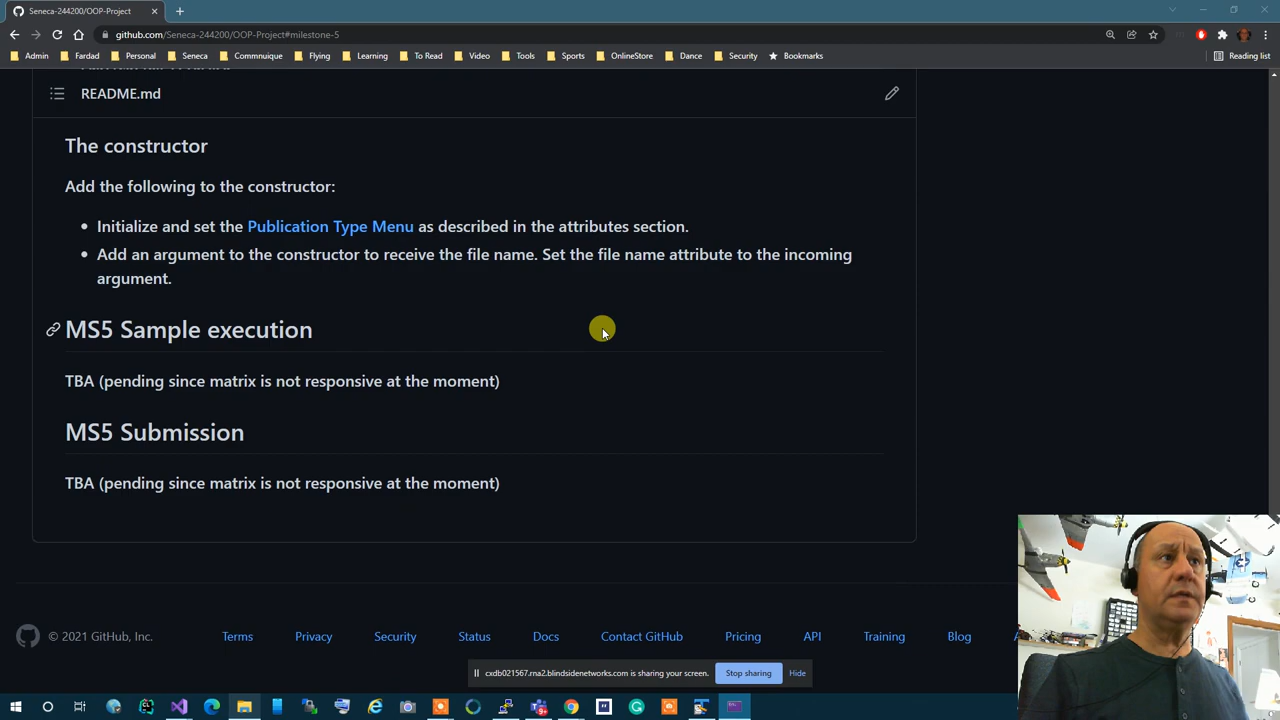 Seneca-244200/OOP-Project
github.com/Seneca-244200/OOP-Project#milestone-5
Admin Fardad Personal Seneca Commnuique Flying Learning To Read Video Tools Sports OnlineStore Dance Security Bookmarks Reading list
README.md
The constructor
Add the following to the constructor:
Initialize and set the Publication Type Menu as described in the attributes section.
Add an argument to the constructor to receive the file name. Set the file name attribute to the incoming
argument.
MS5 Sample execution
TBA (pending since matrix is not responsive at the moment)
MS5 Submission
TBA (pending since matrix is not responsive at the moment)
© 2021 GitHub, Inc. Terms Privacy Security Status Docs Contact GitHub Pricing API Training Blog
cxdb021567.rna2.blindsidenetworks.com is sharing your screen. Stop sharing Hide